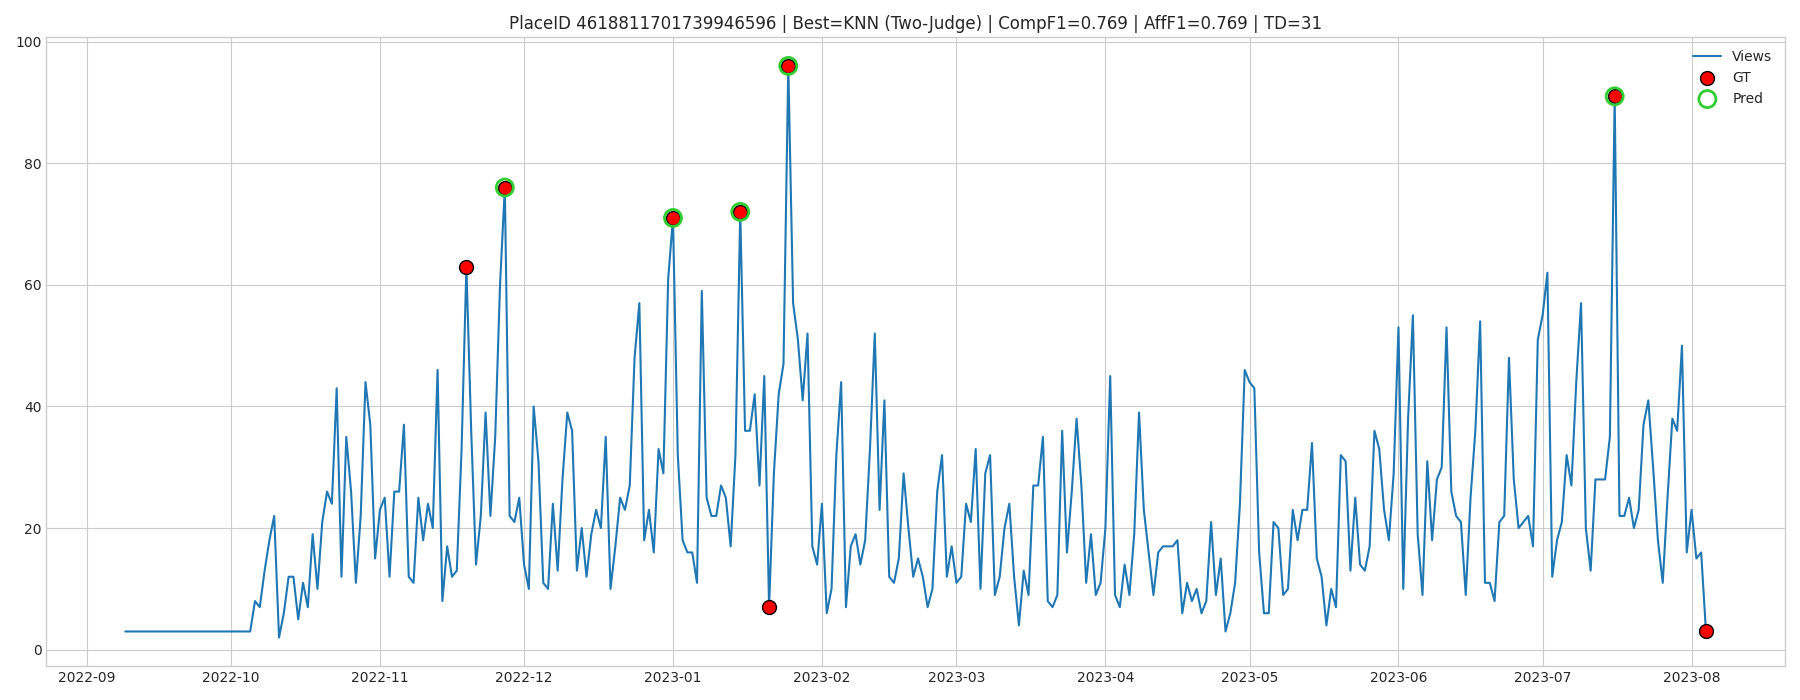 PlaceID 4618811701739946596 | Best=KNN (Two-Judge) | CompF1=0.769 | AffF1=0.769 | TD=31
100
80
60
40
20
0
Views
GT
Pred
2022-09 2022-10 2022-11 2022-12 2023-01 2023-02 2023-03 2023-04 2023-05 2023-06 2023-07 2023-08